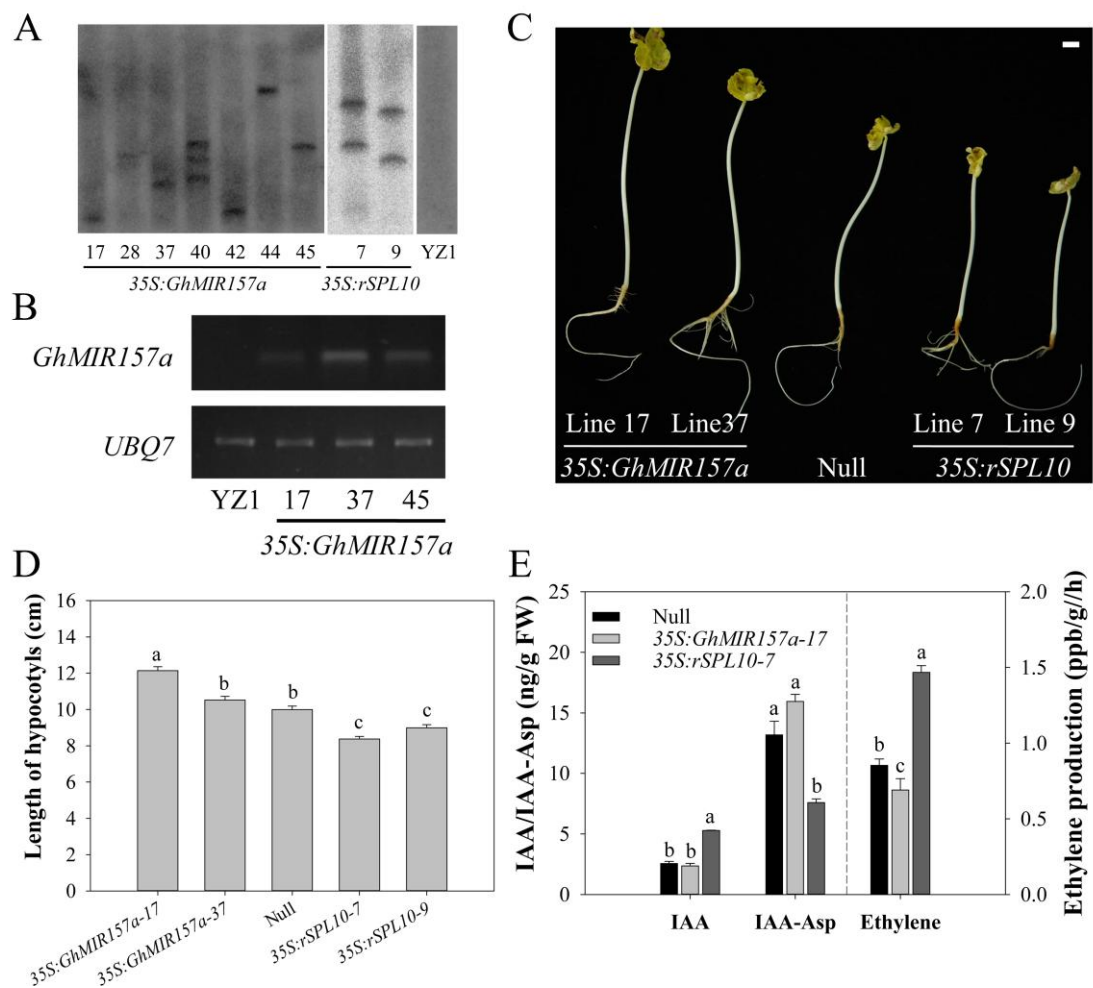 A
17 28 37 40 42 44 45 7 9 YZ1
35S:GhMIR157a 35S:rSPL10
B
GhMIR157a
UBQ7
YZ1 17 37 45
35S:GhMIR157a
C
Line 17 Line37 Line 7 Line 9
35S:GhMIR157a Null 35S:rSPL10
D
Length of hypocotyls (cm)
16
14
12
10
8
6
4
2
0
a b b c c
35S:GhMIR157a-17
35S:GhMIR157a-37
Null
35S:rSPL10-7
35S:rSPL10-9
E
IAA/IAA-Asp (ng/g FW)
25
20
15
10
5
0
Null
35S:GhMIR157a-17
35S:rSPL10-7
b b a
a a b
b c a
IAA IAA-Asp Ethylene
2.0
1.5
1.0
0.5
0.0
Ethylene production (ppb/g//h)